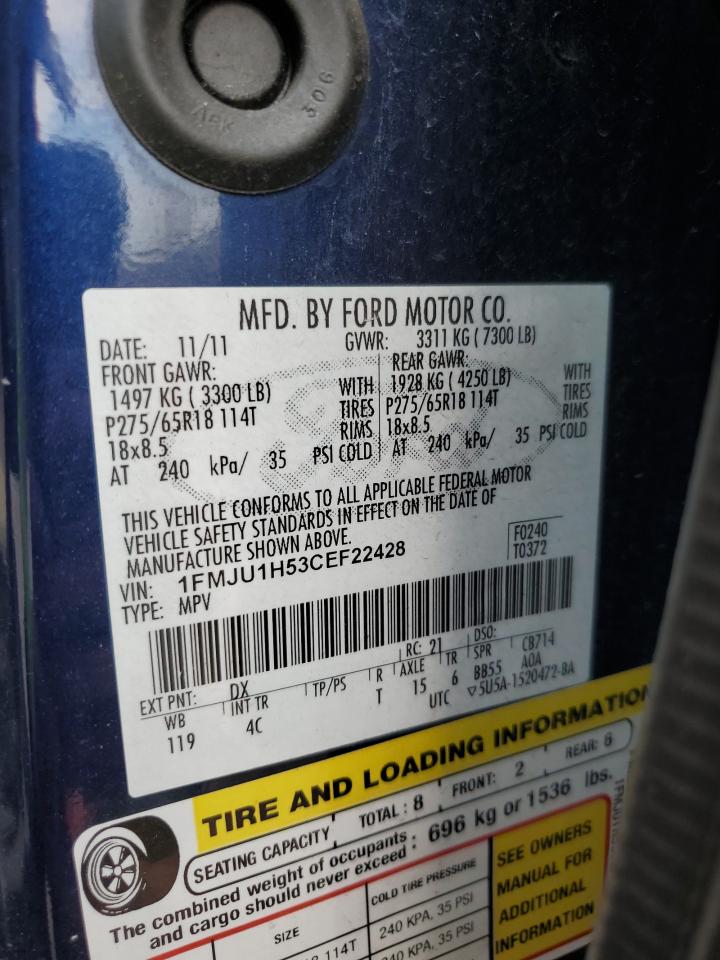 ARK 306
MFD. BY FORD MOTOR CO.
DATE: 11/11 GVWR: 3311 KG ( 7300 LB)
FRONT GAWR: REAR GAWR:
1497 KG ( 3300 LB) WITH 1928 KG ( 4250 LB) WITH
P275/65R18 114T TIRES P275/65R18 114T TIRES
18x8.5 RIMS 18x8.5 RIMS
AT 240 kPa/ 35 PSI COLD AT 240 kPa/ 35 PSI COLD
THIS VEHICLE CONFORMS TO ALL APPLICABLE FEDERAL MOTOR
VEHICLE SAFETY STANDARDS IN EFFECT ON THE DATE OF
MANUFACTURE SHOWN ABOVE.
F0240
T0372
VIN: 1FMJU1H53CEF22428
TYPE: MPV
EXT PNT: DX RC: 21 DSO:
WB INT TR TP/PS R AXLE TR SPR CB714
119 4C T 15 6 BB55 A0A
UTC ▽5U5A-1520472-BA
TIRE AND LOADING INFORMATION
SEATING CAPACITY TOTAL : 8 FRONT: 2 REAR: 6
The combined weight of occupants
and cargo should never exceed : 696 kg or 1536 lbs.
SIZE COLD TIRE PRESSURE
114T 240 KPA, 35 PSI
240 KPA, 35 PSI
SEE OWNERS
MANUAL FOR
ADDITIONAL
INFORMATION